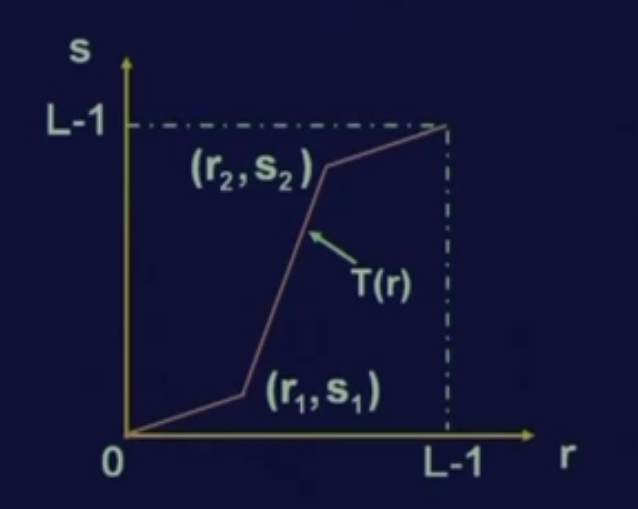 s
L-1
(r₂,s₂)
T(r)
(r₁,s₁)
0
L-1
r